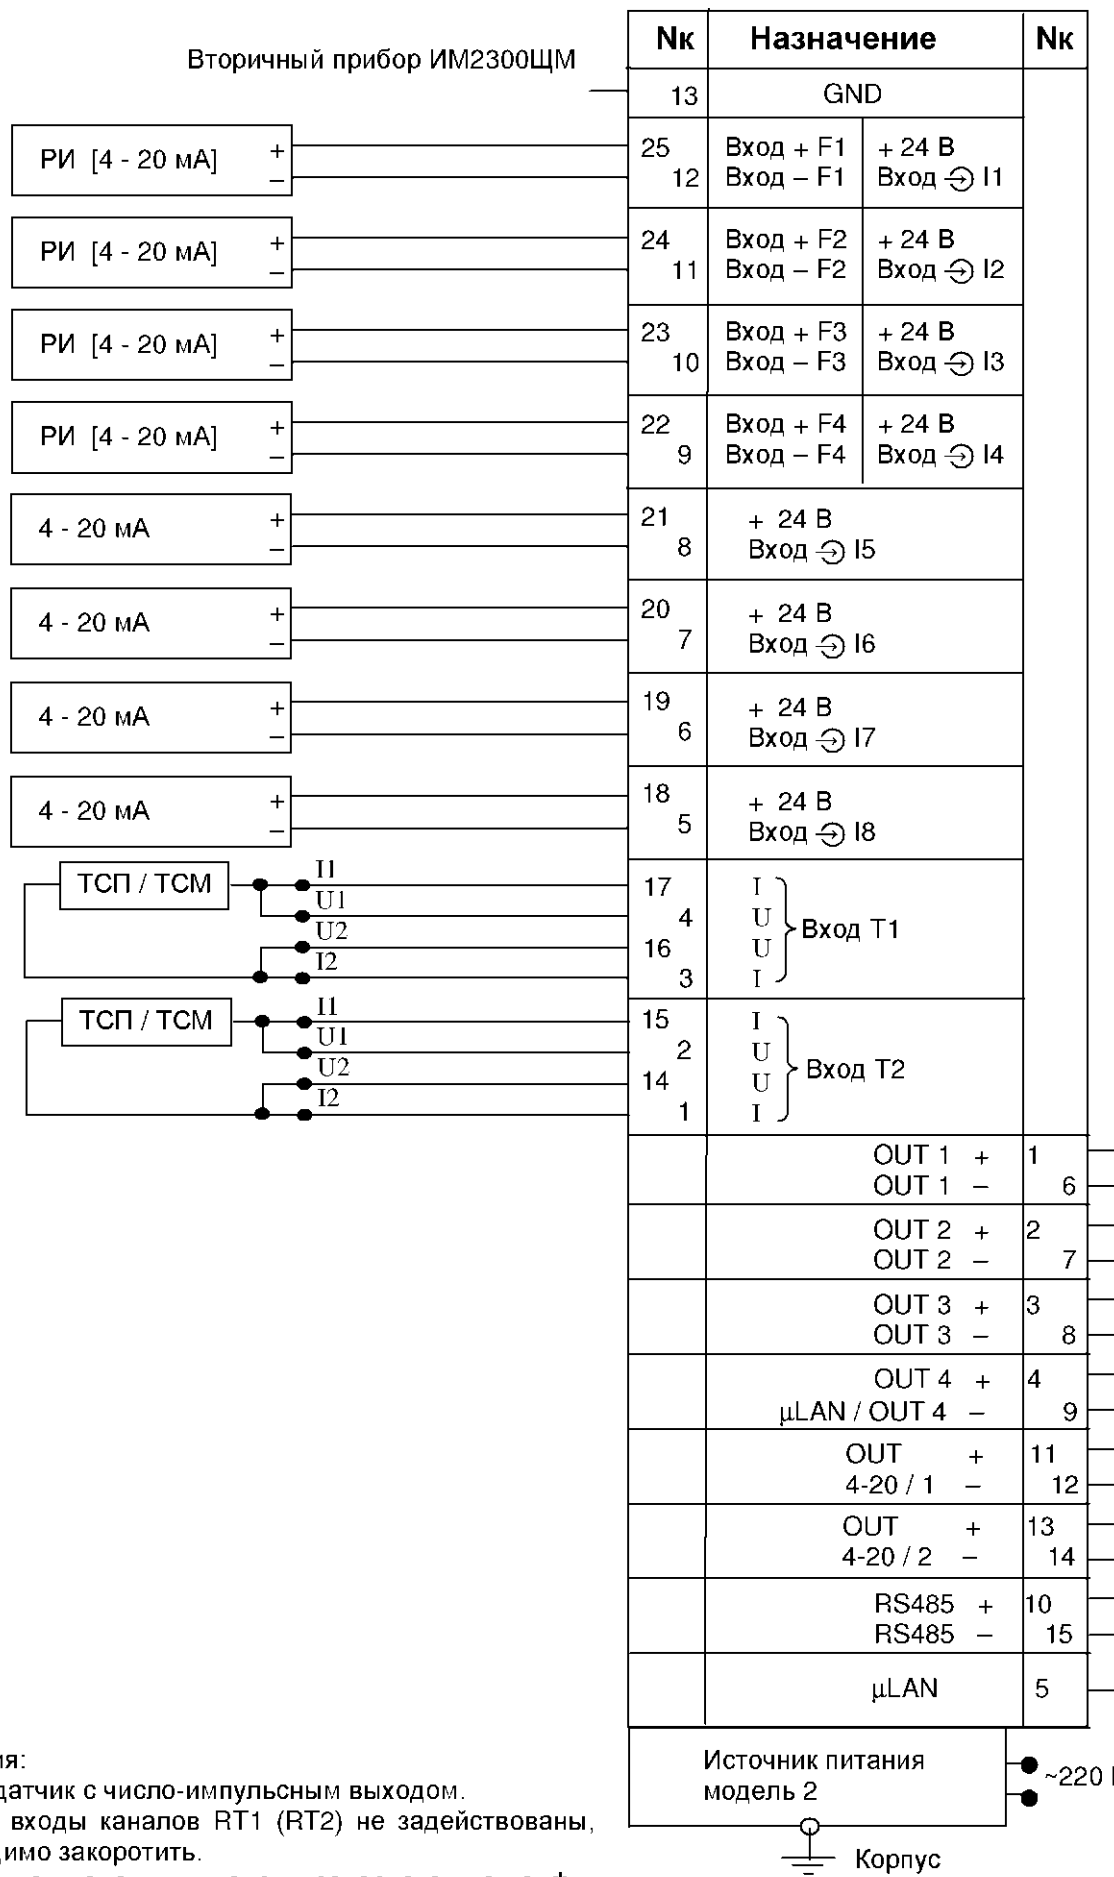 Вторичный прибор ИМ2300ЩМ
Nк Назначение Nк
13 GND
РИ [4 - 20 мА] + 25 Вход + F1 + 24 В
– 12 Вход – F1 Вход I1
РИ [4 - 20 мА] + 24 Вход + F2 + 24 В
– 11 Вход – F2 Вход I2
РИ [4 - 20 мА] + 23 Вход + F3 + 24 В
– 10 Вход – F3 Вход I3
РИ [4 - 20 мА] + 22 Вход + F4 + 24 В
– 9 Вход – F4 Вход I4
4 - 20 мА + 21 + 24 В
– 8 Вход I5
4 - 20 мА + 20 + 24 В
– 7 Вход I6
4 - 20 мА + 19 + 24 В
– 6 Вход I7
4 - 20 мА + 18 + 24 В
– 5 Вход I8
ТСП / ТСМ I1 17 I
U1 4 U
Вход T1
U2 16 U
I2 3 I
ТСП / ТСМ I1 15 I
U1 2 U
Вход T2
U2 14 U
I2 1 I
OUT 1 + 1
OUT 1 – 6
OUT 2 + 2
OUT 2 – 7
OUT 3 + 3
OUT 3 – 8
OUT 4 + 4
µLAN / OUT 4 – 9
OUT + 11
4-20 / 1 – 12
OUT + 13
4-20 / 2 – 14
RS485 + 10
RS485 – 15
µLAN 5
Источник питания
модель 2
~220
Корпус
ия:
датчик с число-импульсным выходом.
входы каналов RT1 (RT2) не задействованы,
димо закоротить.